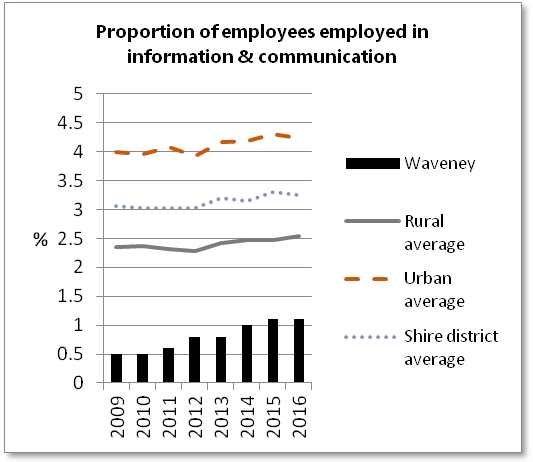 Proportion of employees employed in
information & communication
5
4.5
4
3.5
3
2.5
2
1.5
1
0.5
0
%
2009
2010
2011
2012
2013
2014
2015
2016
Waveney
Rural
average
Urban
average
Shire district
average